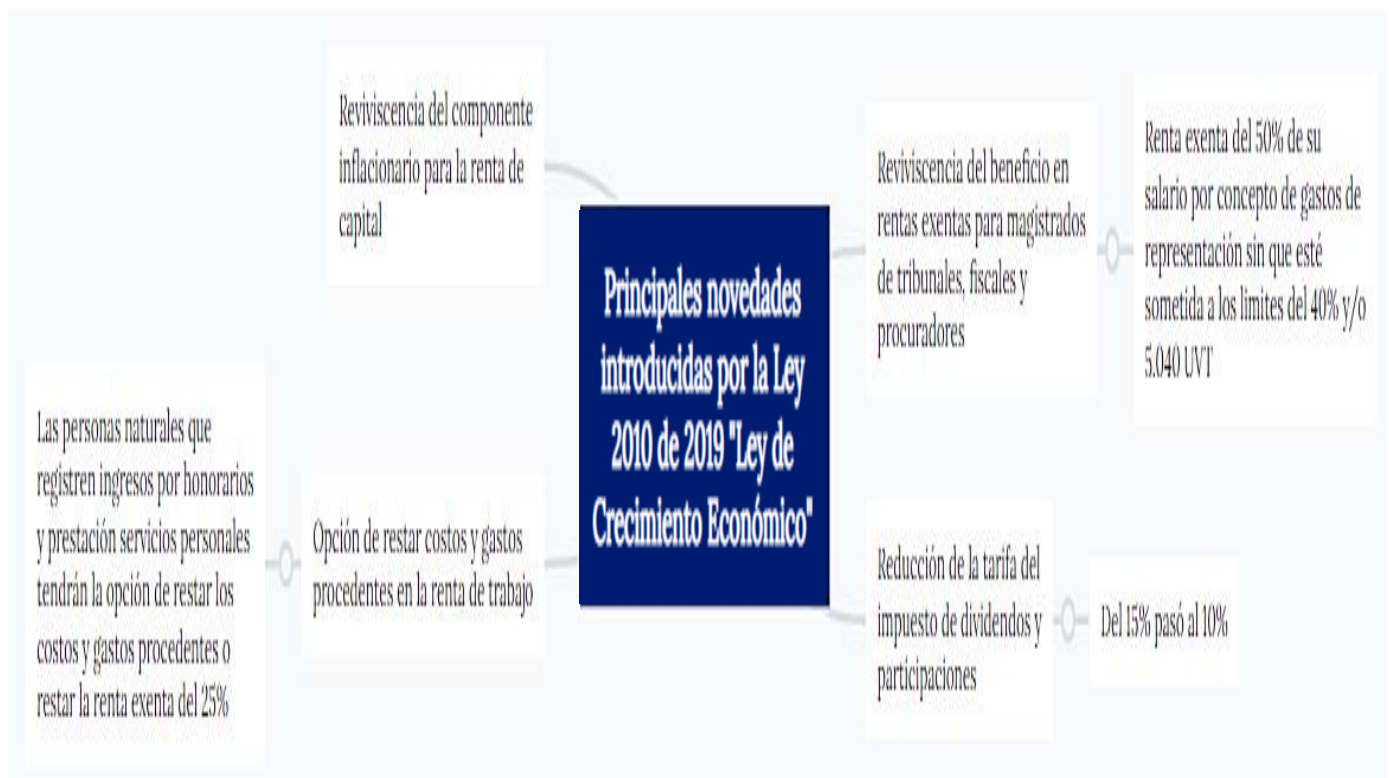 Reviviscencia del componente
inflacionario para la renta de
capital
Las personas naturales que
registren ingresos por honorarios
y prestación servicios personales
tendrán la opción de restar los
costos y gastos procedentes o
restar la renta exenta del 25%
Opción de restar costos y gastos
procedentes en la renta de trabajo
Principales novedades
introducidas por la Ley
2010 de 2019 "Ley de
Crecimiento Económico"
Reviviscencia del beneficio en
rentas exentas para magistrados
de tribunales, fiscales y
procuradores
Renta exenta del 50% de su
salario por concepto de gastos de
representación sin que esté
sometida a los limites del 40% y/o
5.040 UVT
Reducción de la tarifa del
impuesto de dividendos y
participaciones
Del 15% pasó al 10%